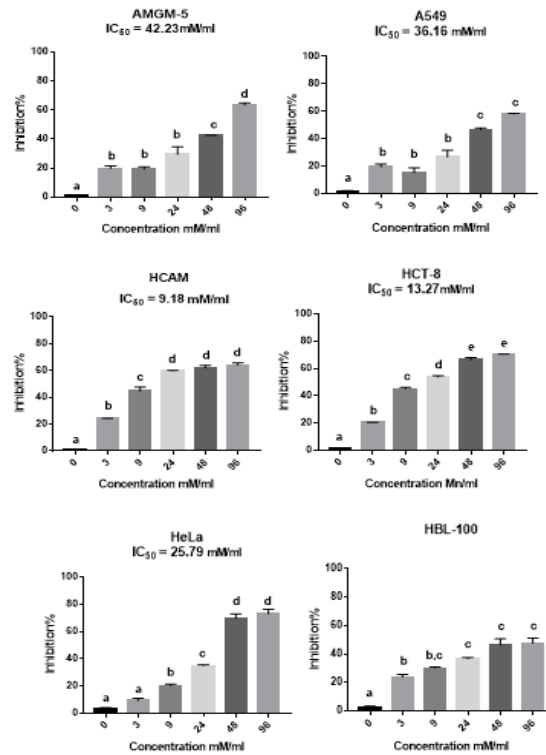 AMGM-5
IC50 = 42.23mM/ml
Inhibition%
100
80
60
40
20
0
a
b
b
b
c
d
0
3
9
24
48
96
Concentration mM/ml
A549
IC50 = 36.16 mM/ml
Inhibition%
100
80
60
40
20
0
a
b
b
b
c
c
0
3
9
24
48
96
Concentration mM/ml
HCAM
IC50 = 9.18 mM/ml
Inhibition%
100
80
60
40
20
0
a
b
c
d
d
d
0
3
9
24
48
96
Concentration mM/ml
HCT-8
IC50 = 13.27mM/ml
Inhibition%
100
80
60
40
20
0
a
b
c
d
e
e
0
3
9
24
48
96
Concentration Mn/ml
HeLa
IC50 = 25.79 mM/ml
Inhibition%
100
80
60
40
20
0
a
a
b
c
d
d
0
3
9
24
48
96
Concentration mM/ml
HBL-100
Inhibition%
100
80
60
40
20
0
a
b
b,c
c
c
c
0
3
9
24
48
96
Concentration mM/ml